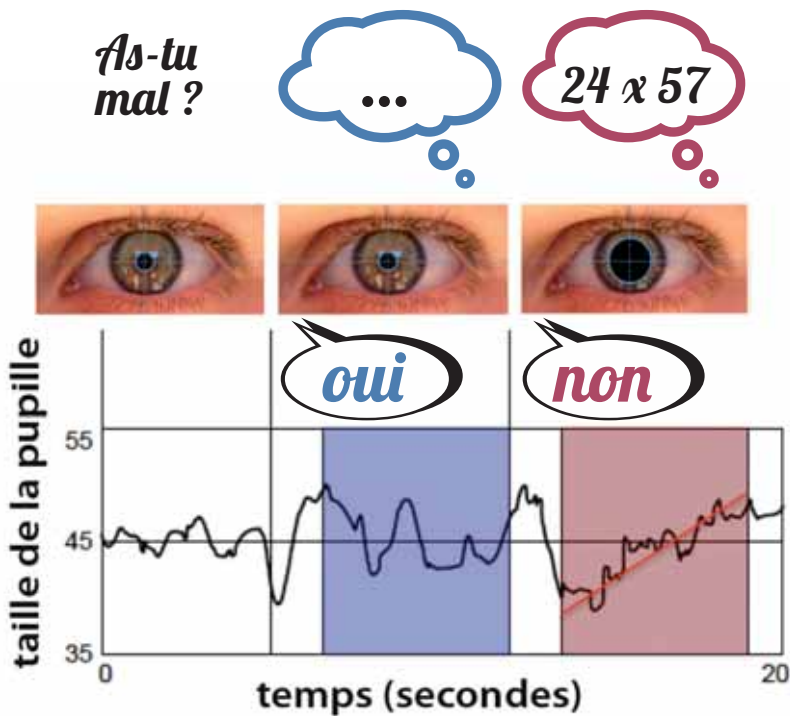 As-tu
mal ?
...
24 x 57
oui
non
taille de la pupille
55
45
35
0
20
temps (secondes)